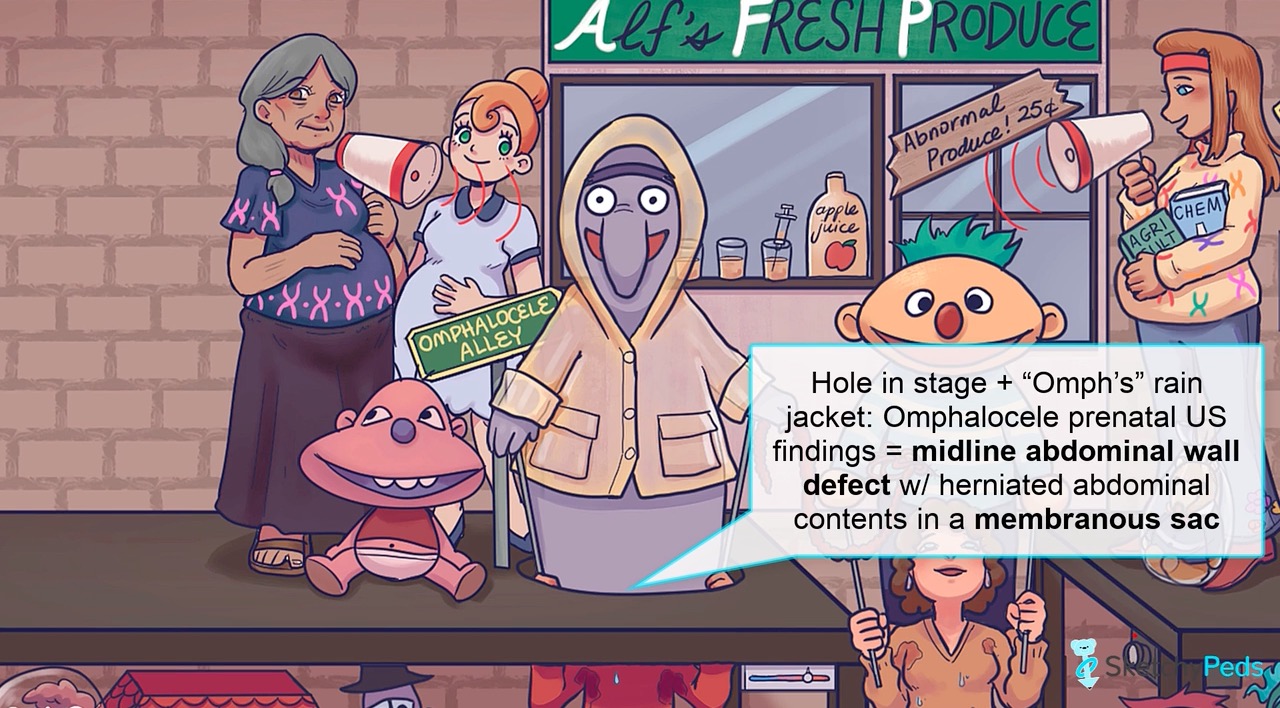 Alf's FRESH PRODUCE
Abnormal
Produce! 25¢
apple
juice
CHEM
AGRI
CULT
OMPHALOCELE
ALLEY
Hole in stage + “Omph’s” rain
jacket: Omphalocele prenatal US
findings = midline abdominal wall
defect w/ herniated abdominal
contents in a membranous sac
SketchyPeds